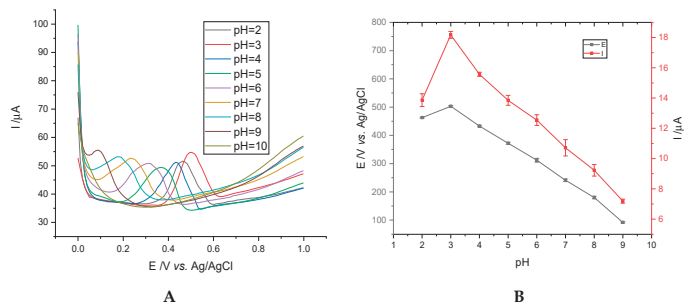 I /µA
100
90
80
70
60
50
40
30
0.0 0.2 0.4 0.6 0.8 1.0
E /V vs. Ag/AgCl
pH=2
pH=3
pH=4
pH=5
pH=6
pH=7
pH=8
pH=9
pH=10
A
E /V vs. Ag/AgCl
800
700
600
500
400
300
200
100
E
I
18
16
14
12
10
8
6
I /µA
1 2 3 4 5 6 7 8 9 10
pH
B